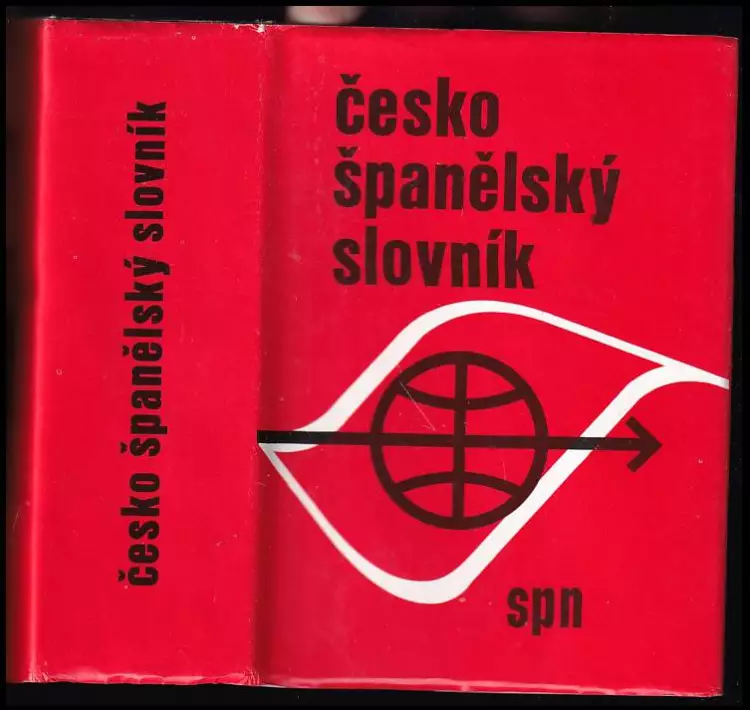 česko španělský slovník
česko
španělský
slovník
spn